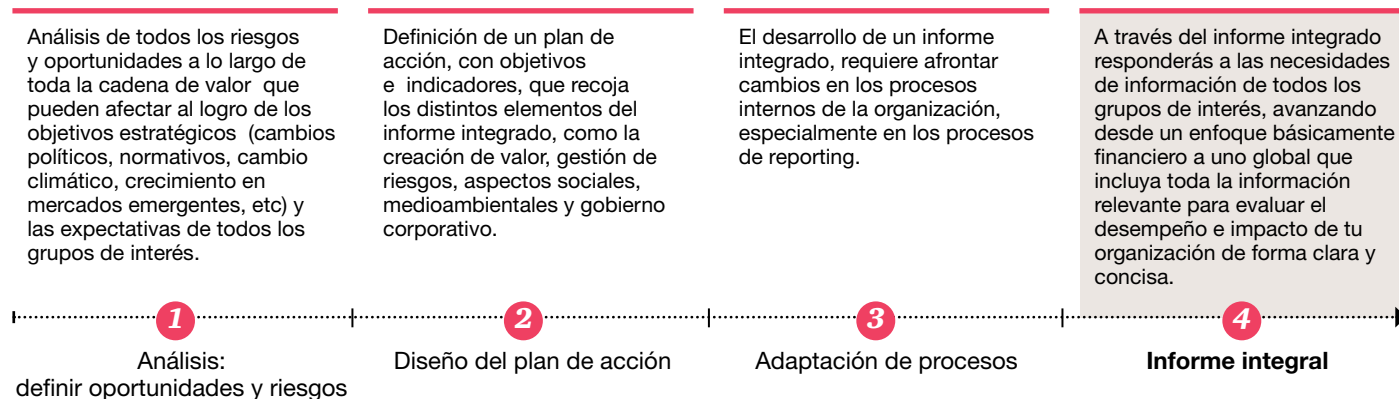 Análisis de todos los riesgos
y oportunidades a lo largo de
toda la cadena de valor que
pueden afectar al logro de los
objetivos estratégicos (cambios
políticos, normativos, cambio
climático, crecimiento en
mercados emergentes, etc) y
las expectativas de todos los
grupos de interés.
1
Análisis:
definir oportunidades y riesgos
Definición de un plan de
acción, con objetivos
e indicadores, que recoja
los distintos elementos del
informe integrado, como la
creación de valor, gestión de
riesgos, aspectos sociales,
medioambientales y gobierno
corporativo.
2
Diseño del plan de acción
El desarrollo de un informe
integrado, requiere afrontar
cambios en los procesos
internos de la organización,
especialmente en los procesos
de reporting.
3
Adaptación de procesos
A través del informe integrado
responderás a las necesidades
de información de todos los
grupos de interés, avanzando
desde un enfoque básicamente
financiero a uno global que
incluya toda la información
relevante para evaluar el
desempeño e impacto de tu
organización de forma clara y
concisa.
4
Informe integral